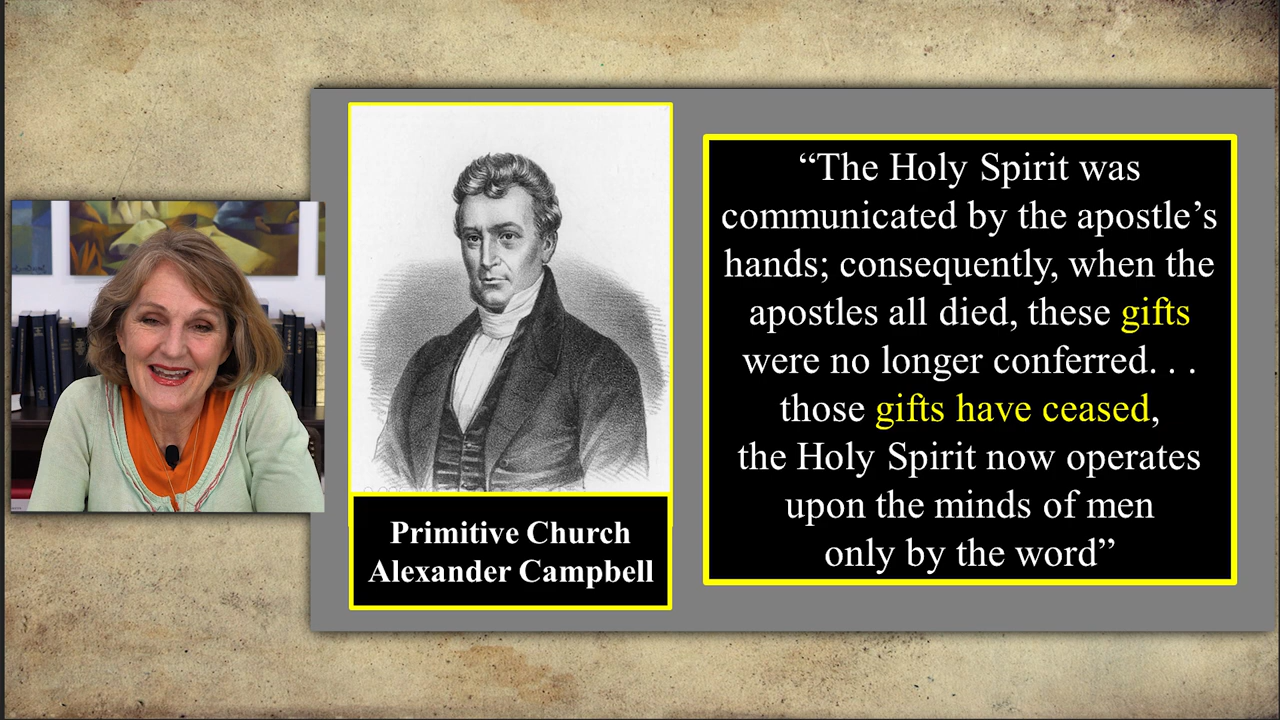 Primitive Church
Alexander Campbell
“The Holy Spirit was
communicated by the apostle’s
hands; consequently, when the
apostles all died, these gifts
were no longer conferred. . .
those gifts have ceased,
the Holy Spirit now operates
upon the minds of men
only by the word”